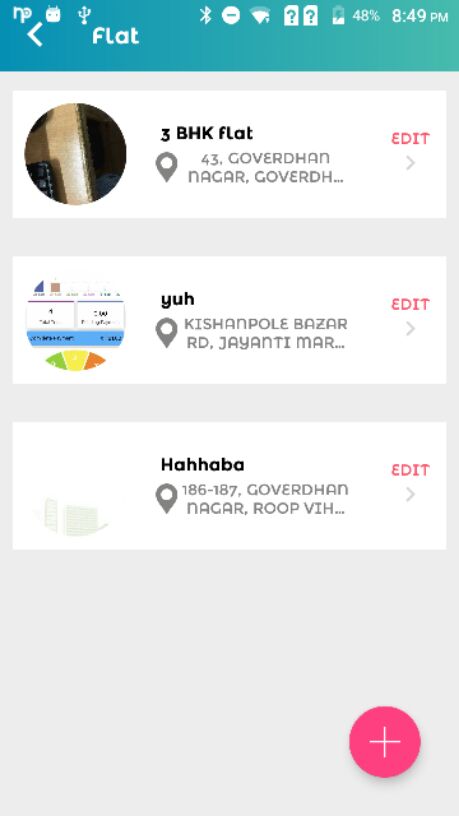 48% 8:49 PM
Flat
3 BHK flat
EDIT
43, GOVERDHAN
NAGAR, GOVERDH...
yuh
EDIT
KISHANPOLE BAZAR
RD, JAYANTI MAR...
Hahhaba
EDIT
186-187, GOVERDHAN
NAGAR, ROOP VIH...